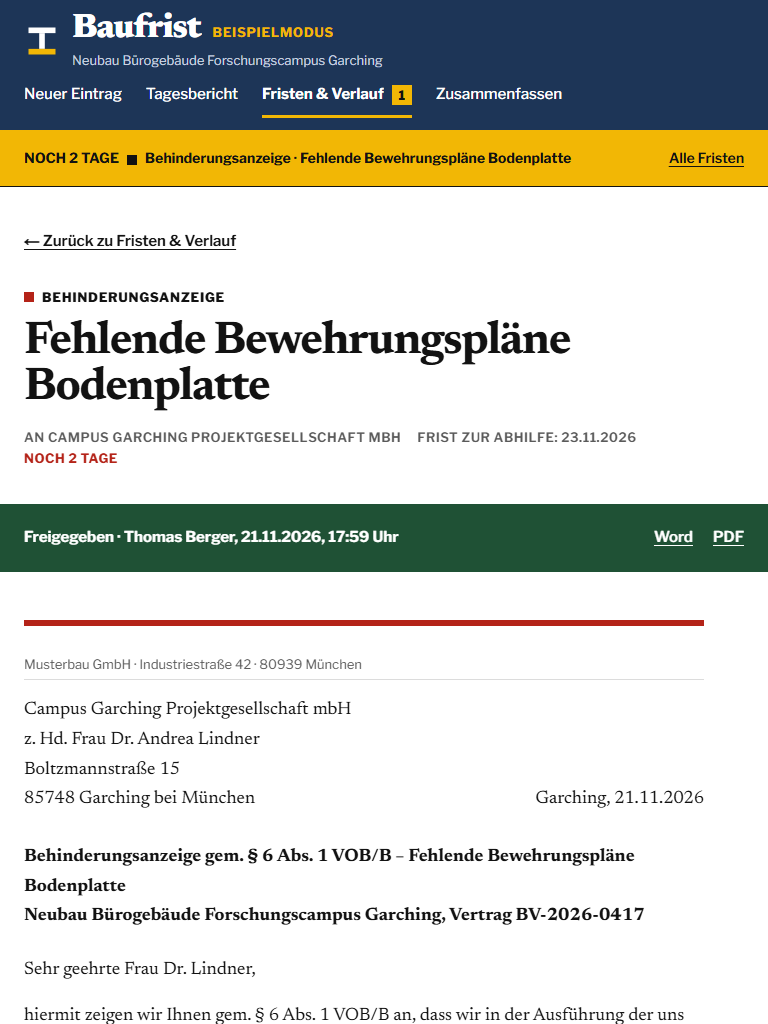 Baufrist BEISPIELMODUS
Neubau Bürogebäude Forschungscampus Garching
Neuer Eintrag Tagesbericht Fristen & Verlauf 1 Zusammenfassen
NOCH 2 TAGE ■ Behinderungsanzeige · Fehlende Bewehrungspläne Bodenplatte Alle Fristen
← Zurück zu Fristen & Verlauf
BEHINDERUNGSANZEIGE
Fehlende Bewehrungspläne
Bodenplatte
AN CAMPUS GARCHING PROJEKTGESELLSCHAFT MBH FRIST ZUR ABHILFE: 23.11.2026
NOCH 2 TAGE
Freigegeben · Thomas Berger, 21.11.2026, 17:59 Uhr Word PDF
Musterbau GmbH · Industriestraße 42 · 80939 München
Campus Garching Projektgesellschaft mbH
z. Hd. Frau Dr. Andrea Lindner
Boltzmannstraße 15
85748 Garching bei München Garching, 21.11.2026
Behinderungsanzeige gem. § 6 Abs. 1 VOB/B – Fehlende Bewehrungspläne
Bodenplatte
Neubau Bürogebäude Forschungscampus Garching, Vertrag BV-2026-0417
Sehr geehrte Frau Dr. Lindner,
hiermit zeigen wir Ihnen gem. § 6 Abs. 1 VOB/B an, dass wir in der Ausführung der uns